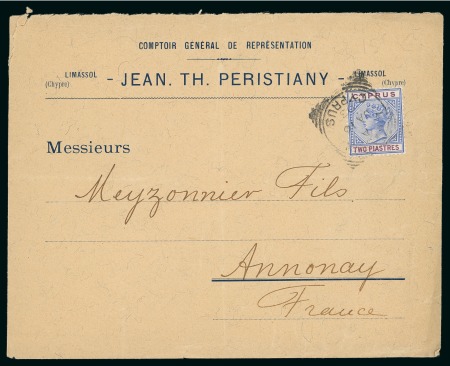 COMPTOIR GÉNÉRAL DE REPRÉSENTATION
LIMASSOL
(Chypre)
- JEAN. TH. PERISTIANY -
LIMASSOL
(Chypre)
CYPRUS
CYPRUS
TWO PIASTRES
Messieurs
Meyzonnier Fils
Annonay
France